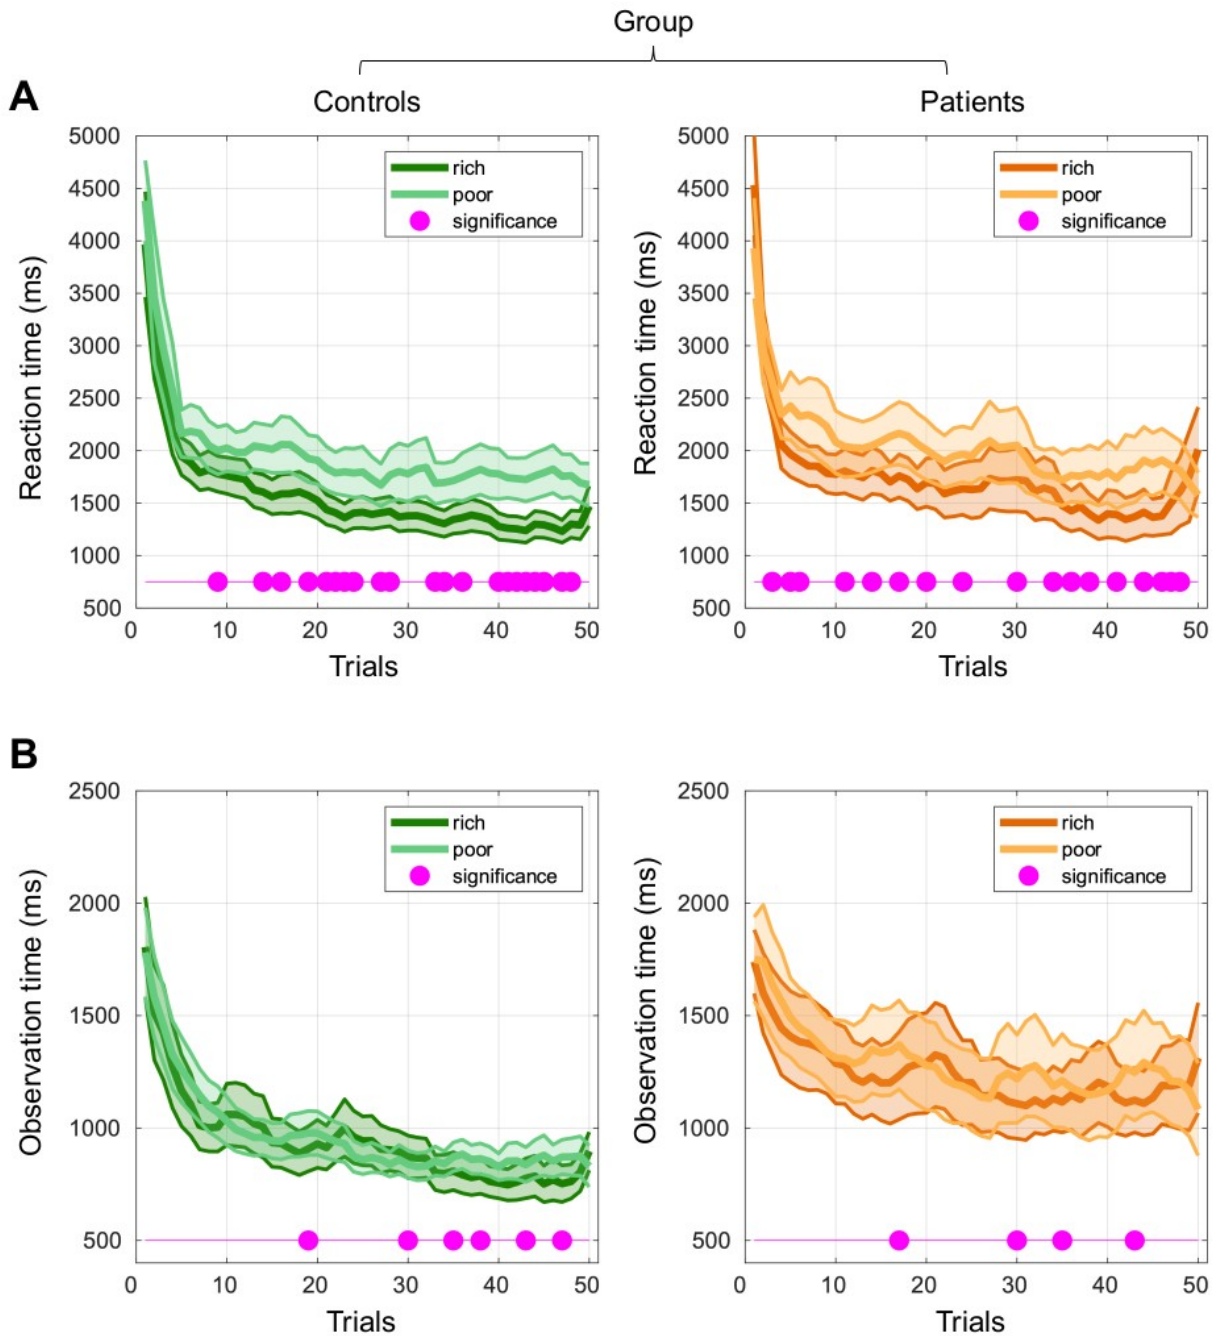 Group
A
Controls
Patients
5000
4500
4000
3500
3000
2500
2000
1500
1000
500
Reaction time (ms)
rich
poor
significance
0 10 20 30 40 50
Trials
5000
4500
4000
3500
3000
2500
2000
1500
1000
500
Reaction time (ms)
rich
poor
significance
0 10 20 30 40 50
Trials
B
2500
2000
1500
1000
500
Observation time (ms)
rich
poor
significance
0 10 20 30 40 50
Trials
2500
2000
1500
1000
500
Observation time (ms)
rich
poor
significance
0 10 20 30 40 50
Trials